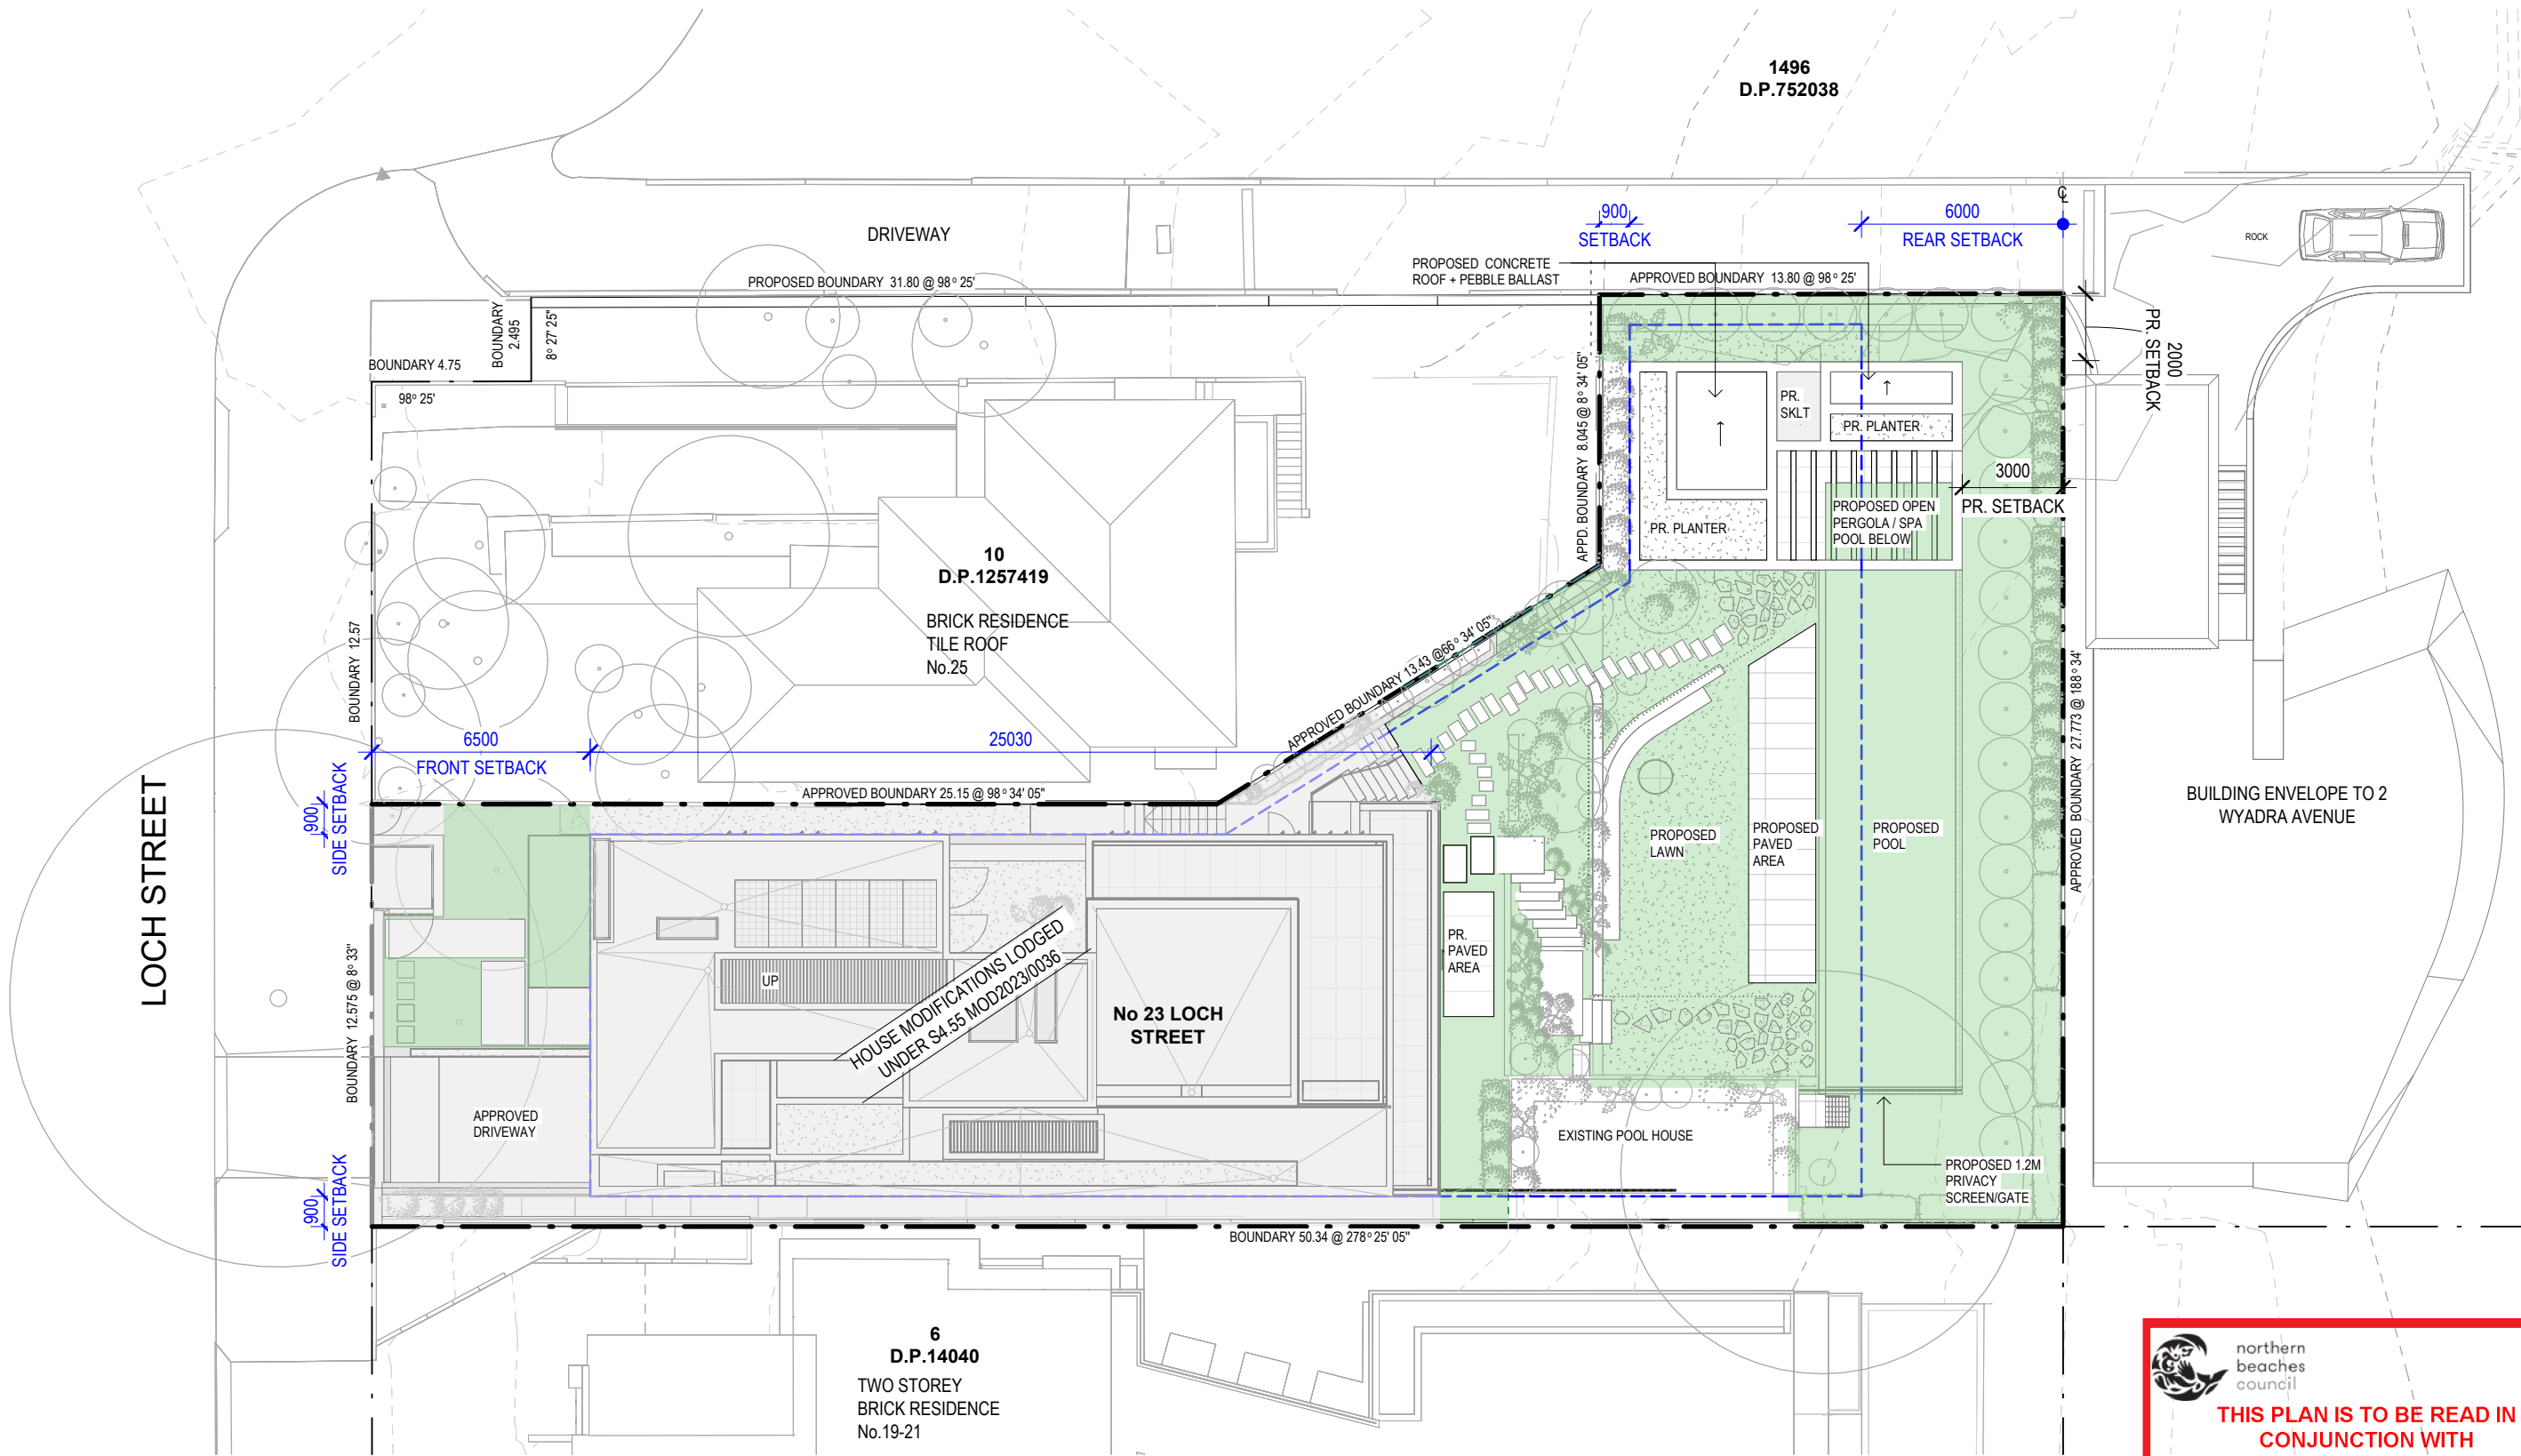 1496
D.P.752038
℄
900
SETBACK
6000
REAR SETBACK
ROCK
DRIVEWAY
PROPOSED CONCRETE
ROOF + PEBBLE BALLAST
APPROVED BOUNDARY 13.80 @ 98° 25'
PROPOSED BOUNDARY 31.80 @ 98° 25'
BOUNDARY
2.495
8° 27' 25"
BOUNDARY 4.75
98° 25'
PR. SETBACK
2000
APPD. BOUNDARY 8.045 @ 8° 34' 05"
PR.
SKLT
PR. PLANTER
3000
PR. SETBACK
PROPOSED OPEN
PERGOLA / SPA
POOL BELOW
PR. PLANTER
10
D.P.1257419
BRICK RESIDENCE
TILE ROOF
No.25
BOUNDARY 12.57
APPROVED BOUNDARY 13.43 @66° 34' 05"
APPROVED BOUNDARY 27.773 @ 188° 34'
6500
FRONT SETBACK
25030
APPROVED BOUNDARY 25.15 @ 98° 34' 05"
LOCH STREET
900
SIDE SETBACK
BUILDING ENVELOPE TO 2
WYADRA AVENUE
PROPOSED
LAWN
PROPOSED
PAVED
AREA
PROPOSED
POOL
PR.
PAVED
AREA
BOUNDARY 12.575 @ 8° 33"
UP
HOUSE MODIFICATIONS LODGED
UNDER S4.55 MOD2023/0036
No 23 LOCH
STREET
APPROVED
DRIVEWAY
EXISTING POOL HOUSE
PROPOSED 1.2M
PRIVACY
SCREEN/GATE
900
SIDE SETBACK
BOUNDARY 50.34 @ 278° 25' 05"
6
D.P.14040
TWO STOREY
BRICK RESIDENCE
No.19-21
northern
beaches
council
THIS PLAN IS TO BE READ IN
CONJUNCTION WITH